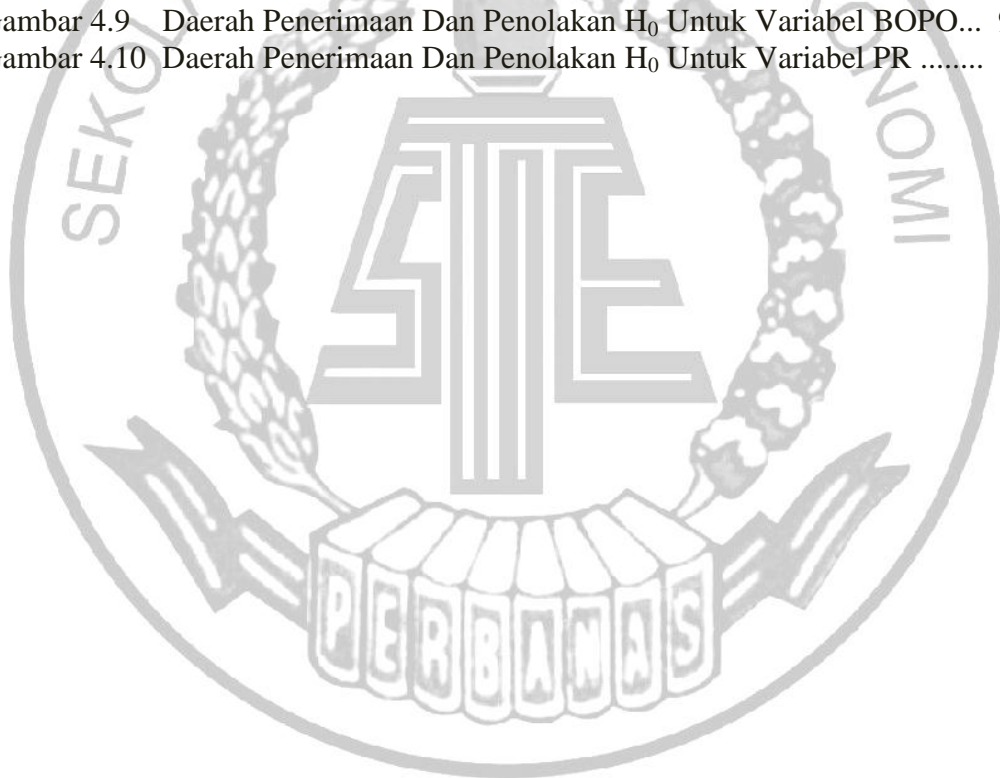 ambar 4.9 Daerah Penerimaan Dan Penolakan H₀ Untuk Variabel BOPO...
ambar 4.10 Daerah Penerimaan Dan Penolakan H₀ Untuk Variabel PR ........
SEKOL
ONOMI
STIE
PERBANAS